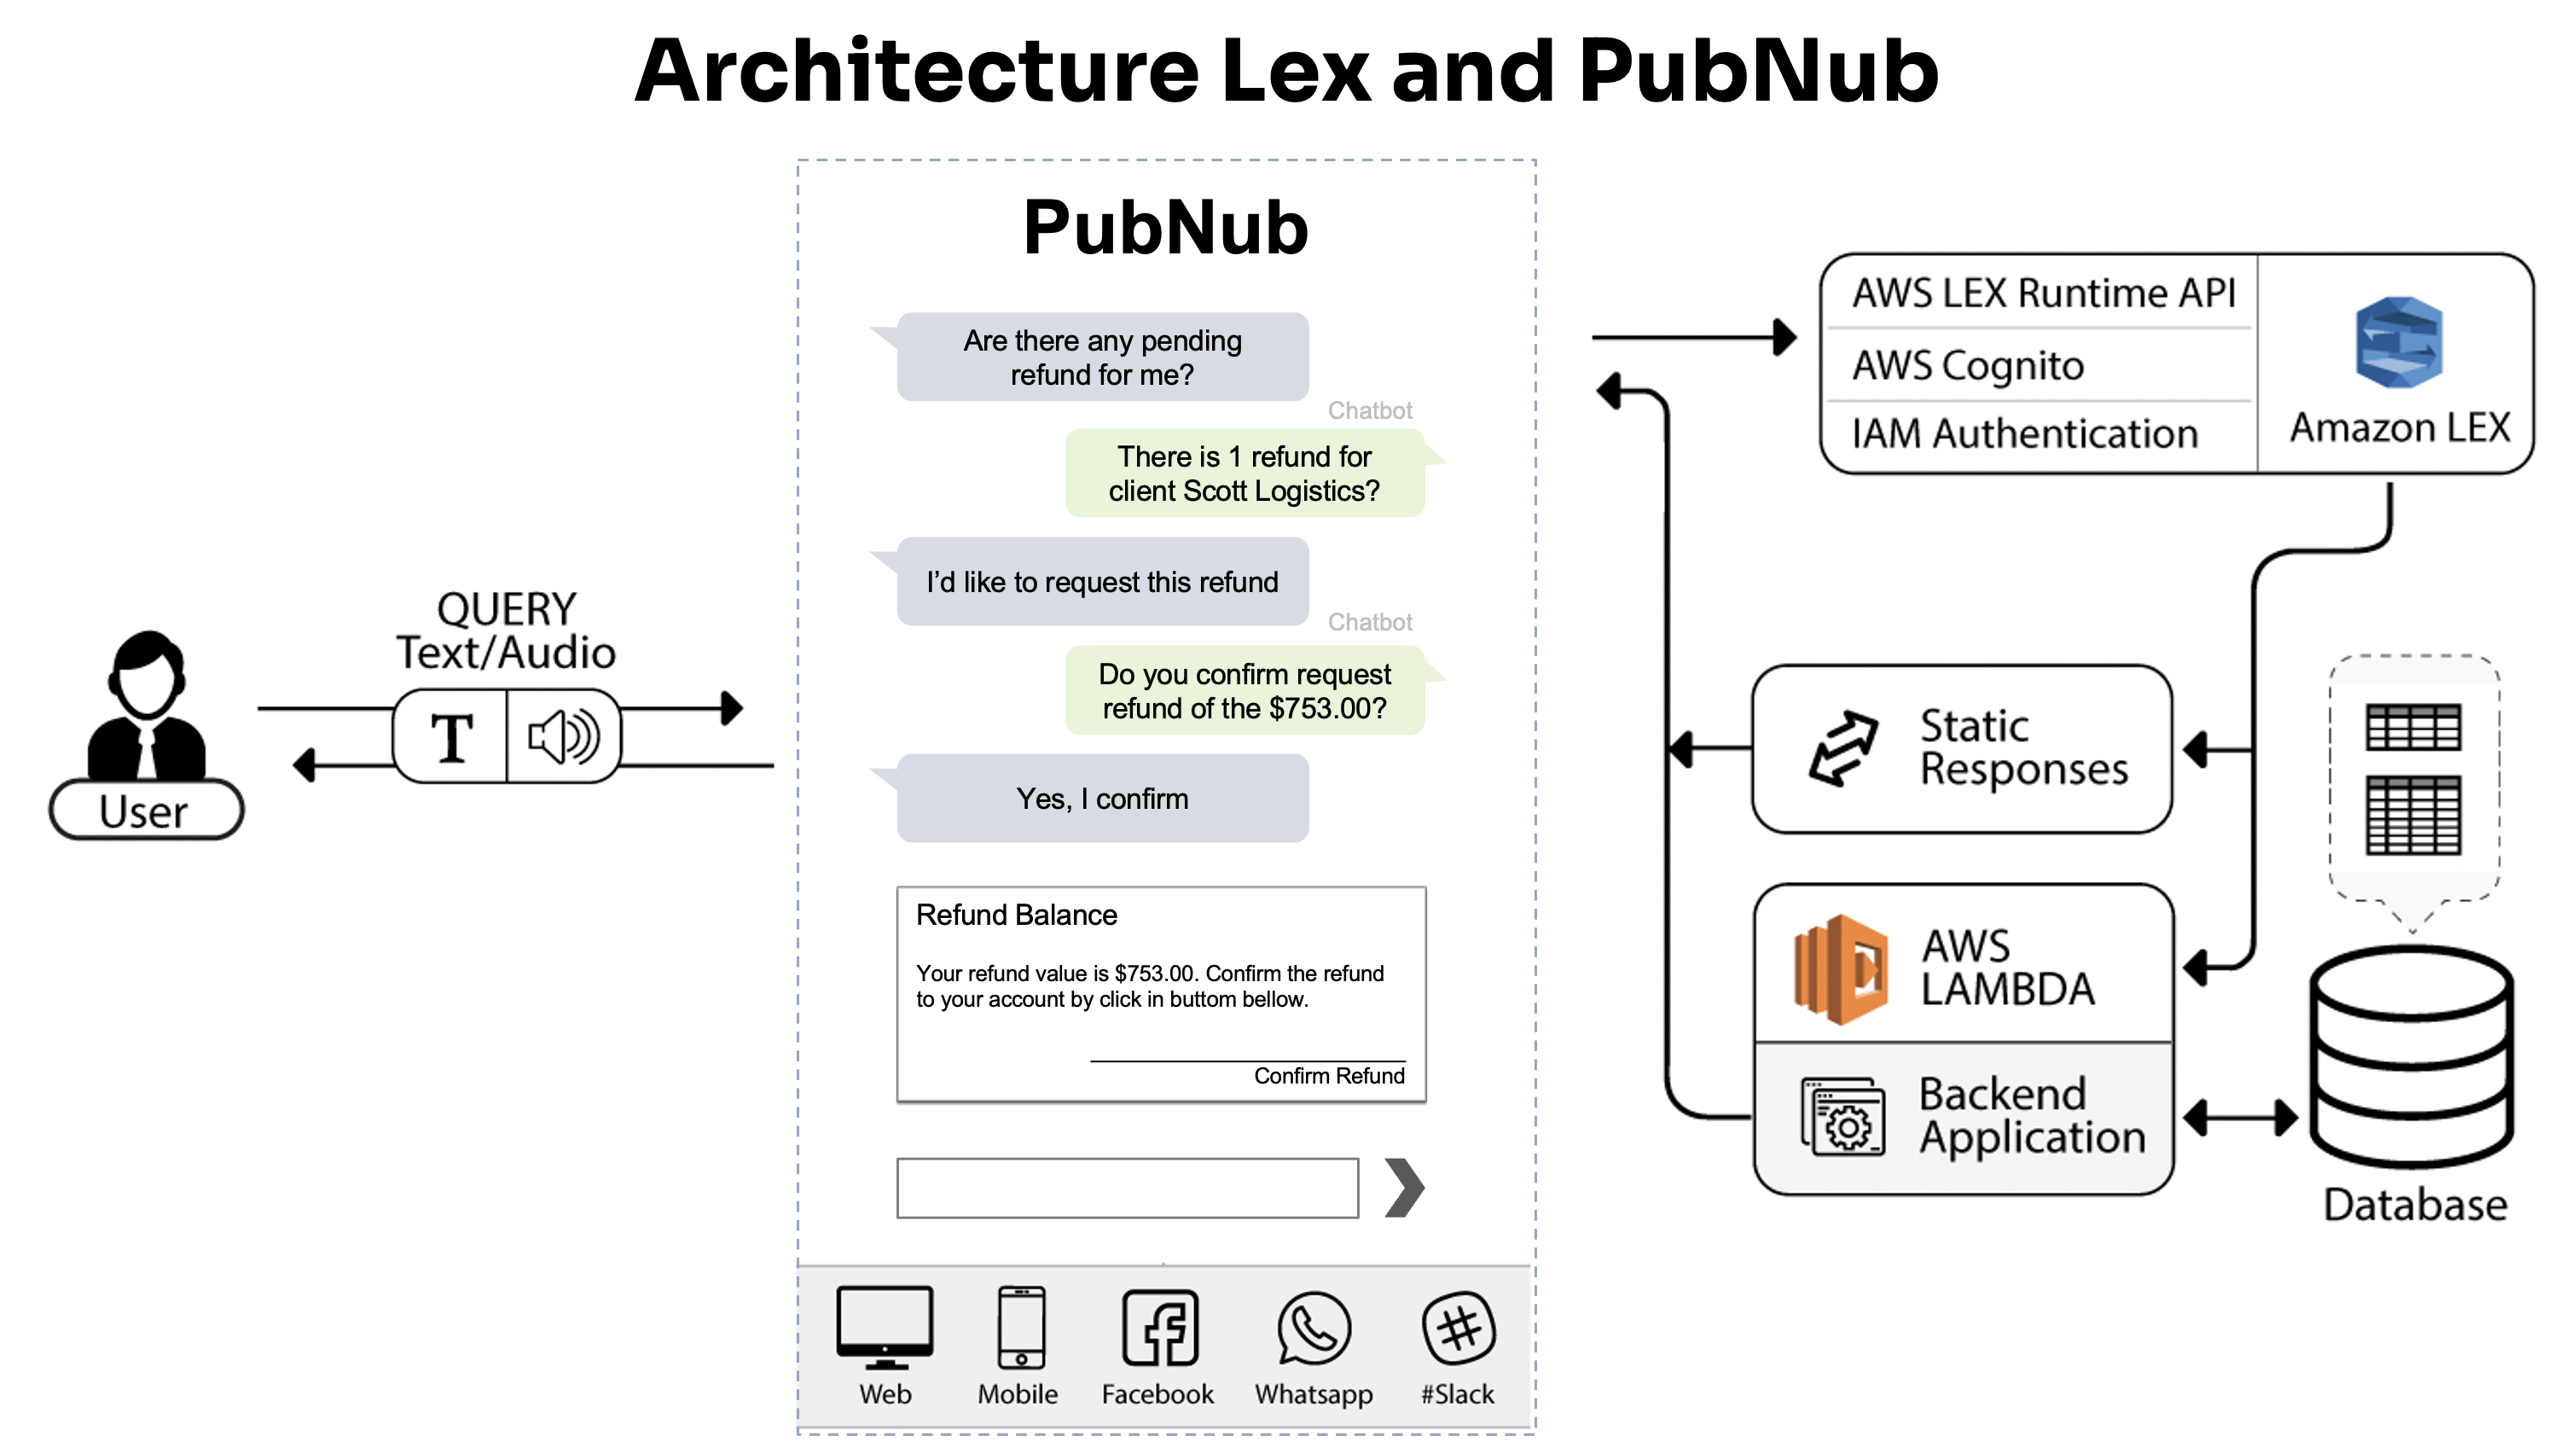 Architecture Lex and PubNub
PubNub
Are there any pending
refund for me?
Chatbot
There is 1 refund for
client Scott Logistics?
I’d like to request this refund
Chatbot
Do you confirm request
refund of the $753.00?
Yes, I confirm
Refund Balance
Your refund value is $753.00. Confirm the refund
to your account by click in buttom bellow.
Confirm Refund
Web
Mobile
Facebook
Whatsapp
#Slack
QUERY
Text/Audio
T
User
AWS LEX Runtime API
AWS Cognito
IAM Authentication
Amazon LEX
Static
Responses
AWS
LAMBDA
Backend
Application
Database